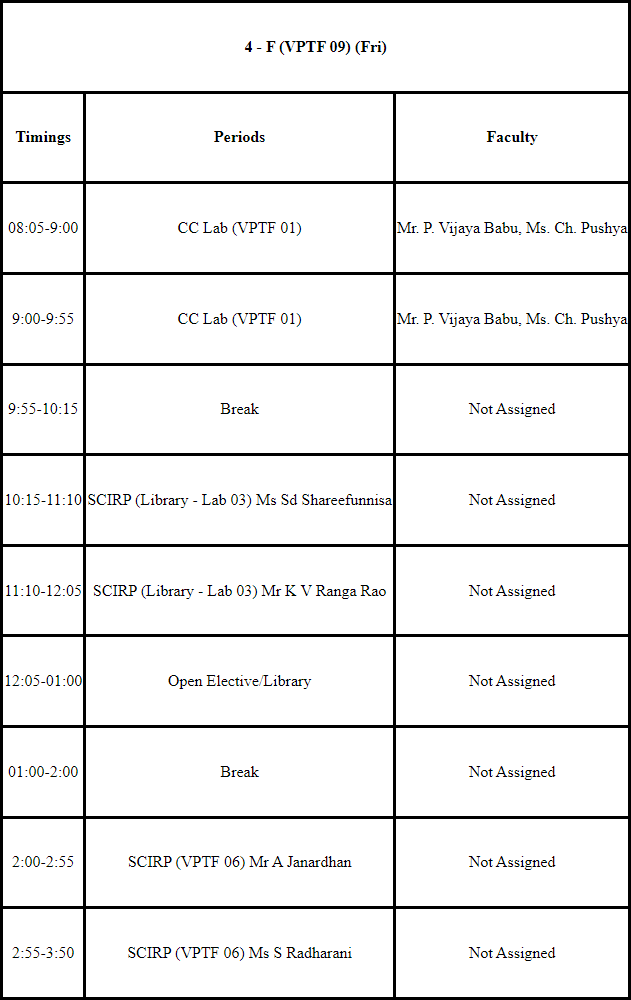 4 - F (VPTF 09) (Fri)
Timings Periods Faculty
08:05-9:00 CC Lab (VPTF 01) Mr. P. Vijaya Babu, Ms. Ch. Pushya
9:00-9:55 CC Lab (VPTF 01) Mr. P. Vijaya Babu, Ms. Ch. Pushya
9:55-10:15 Break Not Assigned
10:15-11:10 SCIRP (Library - Lab 03) Ms Sd Shareefunnisa Not Assigned
11:10-12:05 SCIRP (Library - Lab 03) Mr K V Ranga Rao Not Assigned
12:05-01:00 Open Elective/Library Not Assigned
01:00-2:00 Break Not Assigned
2:00-2:55 SCIRP (VPTF 06) Mr A Janardhan Not Assigned
2:55-3:50 SCIRP (VPTF 06) Ms S Radharani Not Assigned